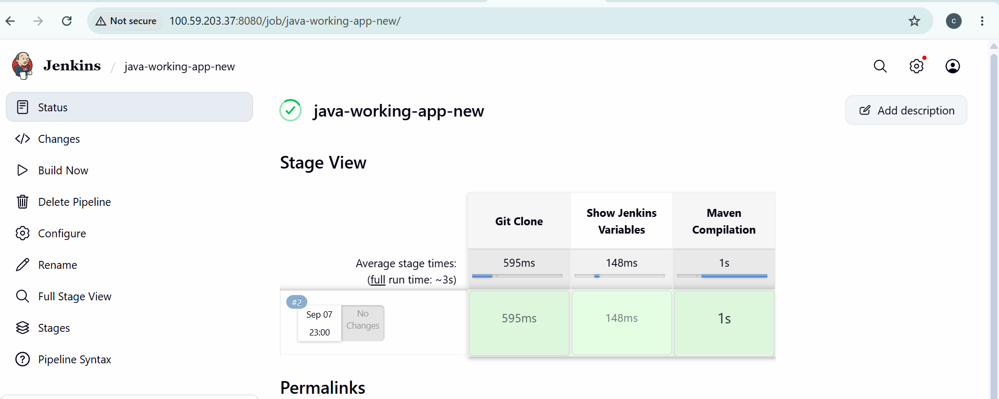 Not secure 100.59.203.37:8080/job/java-working-app-new/
c
Jenkins / java-working-app-new
Status
Changes
Build Now
Delete Pipeline
Configure
Rename
Full Stage View
Stages
Pipeline Syntax
java-working-app-new
Add description
Stage View
Git Clone
Show Jenkins
Variables
Maven
Compilation
Average stage times:
(full run time: ~3s)
595ms
148ms
1s
#2
Sep 07
23:00
No
Changes
595ms
148ms
1s
Permalinks